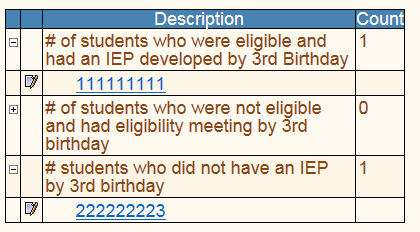 Description Count
# of students who were eligible and 1
had an IEP developed by 3rd Birthday
111111111
# of students who were not eligible 0
and had eligibility meeting by 3rd
birthday
# students who did not have an IEP 1
by 3rd birthday
222222223